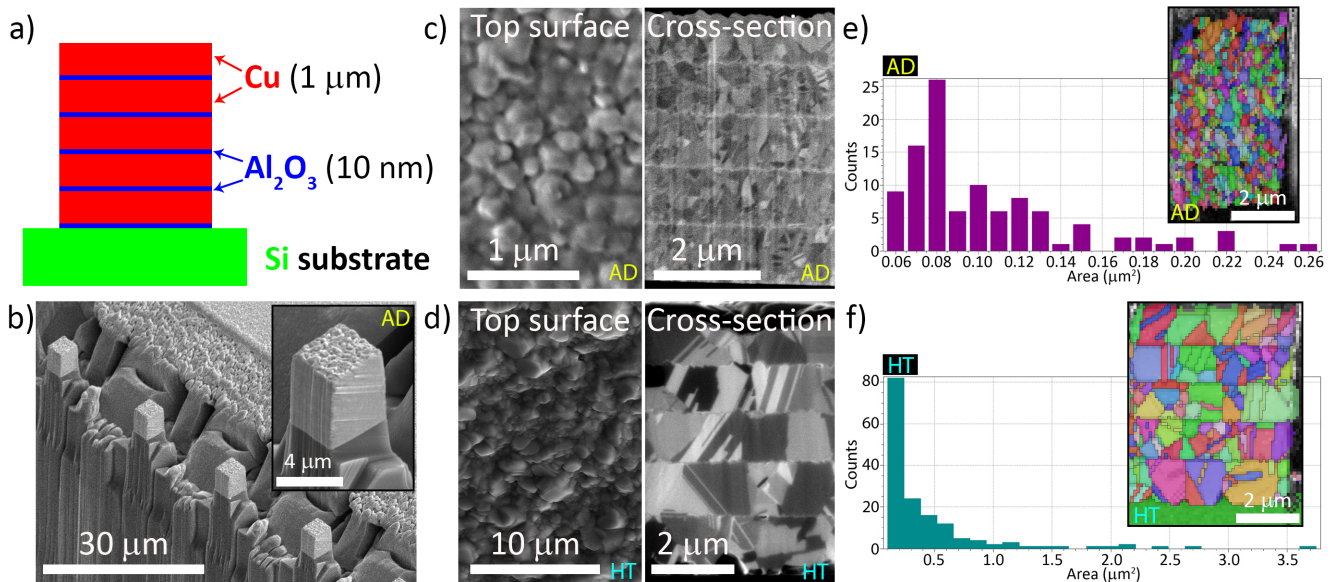 a)
Cu (1 μm)
Al₂O₃ (10 nm)
Si substrate
b)
AD
4 μm
30 μm
c)
Top surface
Cross-section
1 μm
AD
2 μm
AD
d)
Top surface
Cross-section
10 μm
HT
2 μm
HT
e)
AD
Counts
25
20
15
10
5
0
0.06 0.08 0.10 0.12 0.14 0.16 0.18 0.20 0.22 0.24 0.26
Area (μm²)
2 μm
AD
f)
HT
Counts
80
60
40
20
0
0.5 1.0 1.5 2.0 2.5 3.0 3.5
Area (μm²)
2 μm
HT